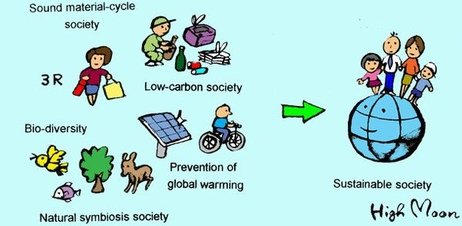 Sound material-cycle
society
3R
Low-carbon society
Bio-diversity
Prevention of
global warming
Natural symbiosis society
Sustainable society
High Moon